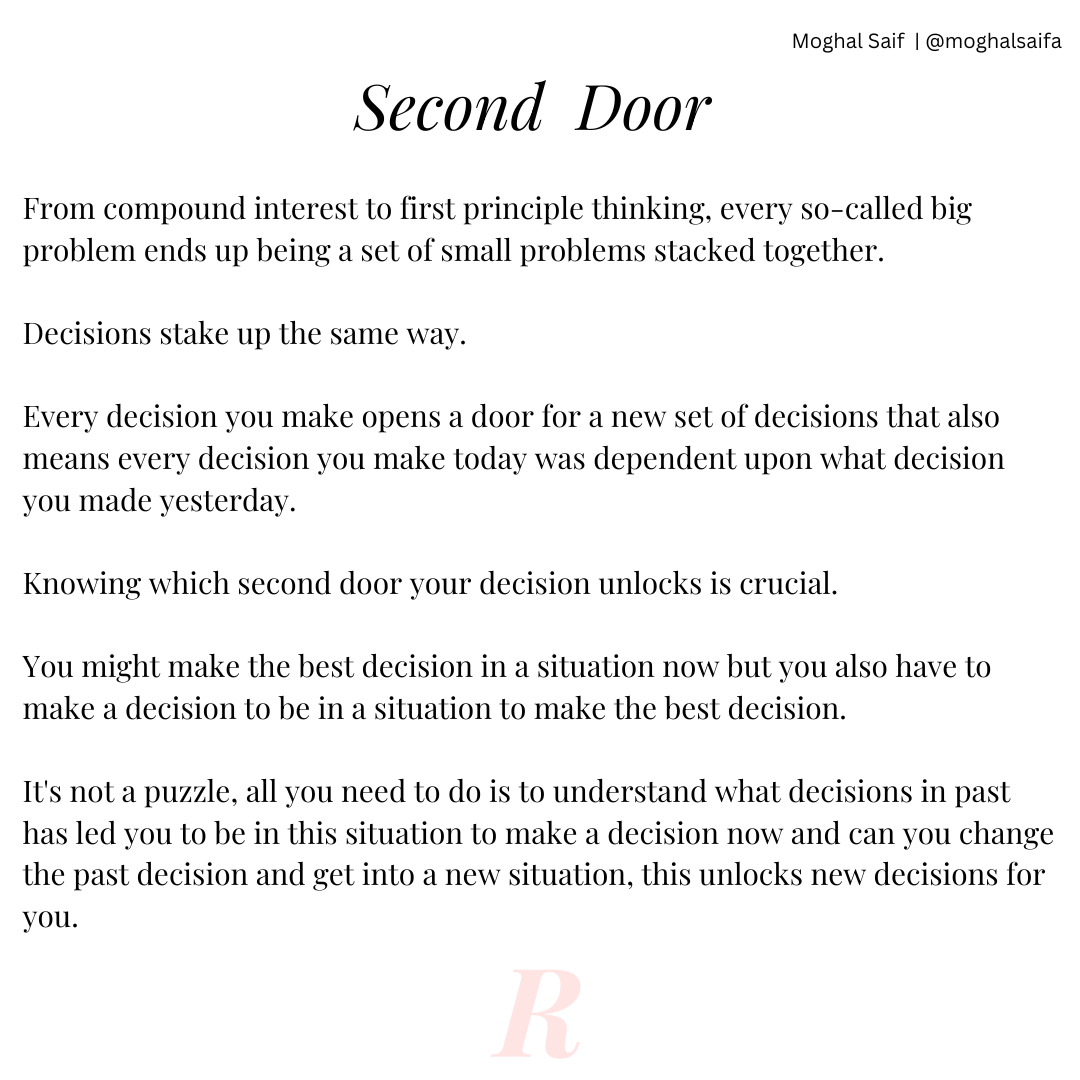 Moghal Saif | @moghalsaifa
Second Door
From compound interest to first principle thinking, every so-called big
problem ends up being a set of small problems stacked together.
Decisions stake up the same way.
Every decision you make opens a door for a new set of decisions that also
means every decision you make today was dependent upon what decision
you made yesterday.
Knowing which second door your decision unlocks is crucial.
You might make the best decision in a situation now but you also have to
make a decision to be in a situation to make the best decision.
It's not a puzzle, all you need to do is to understand what decisions in past
has led you to be in this situation to make a decision now and can you change
the past decision and get into a new situation, this unlocks new decisions for
you.
R